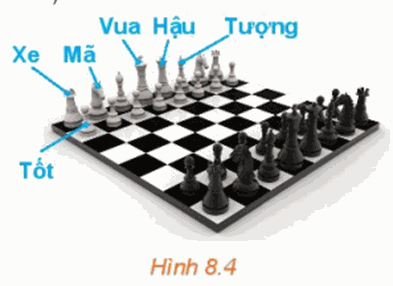 Vua Hậu Tượng
Xe Mã
Tốt
Hình 8.4